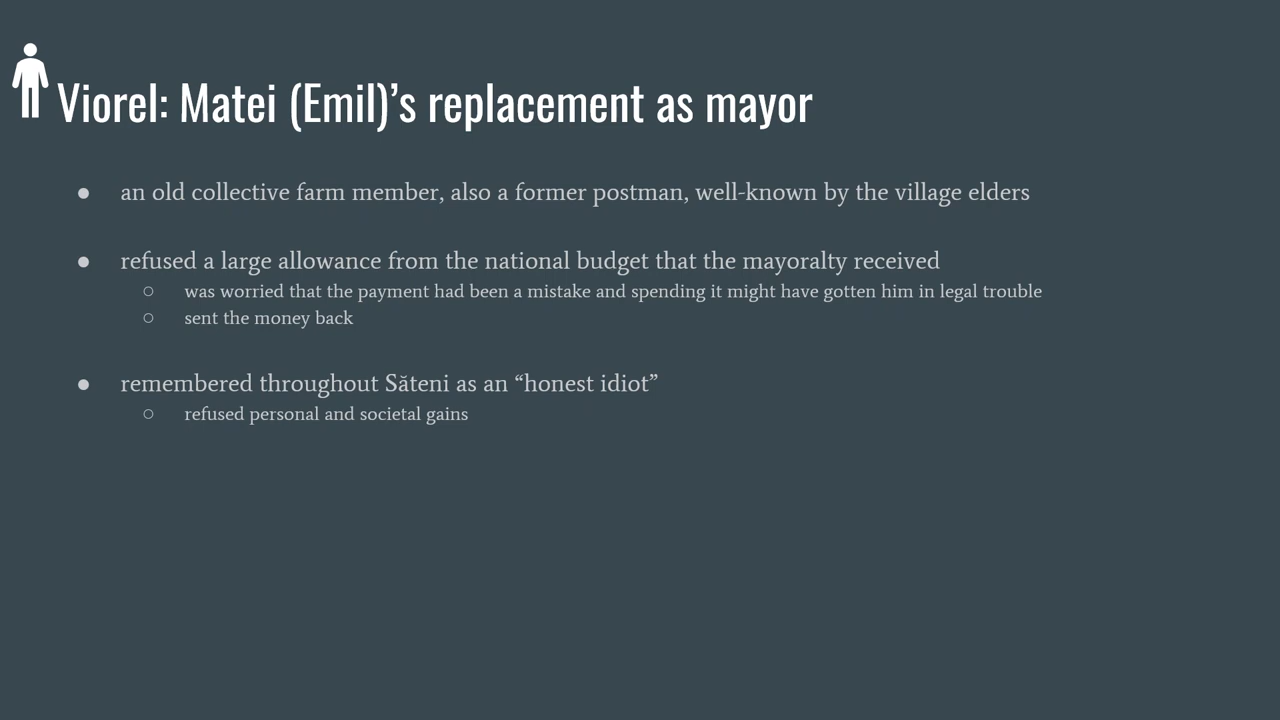 Viorel: Matei (Emil)’s replacement as mayor
● an old collective farm member, also a former postman, well-known by the village elders
● refused a large allowance from the national budget that the mayoralty received
○ was worried that the payment had been a mistake and spending it might have gotten him in legal trouble
○ sent the money back
● remembered throughout Săteni as an “honest idiot”
○ refused personal and societal gains